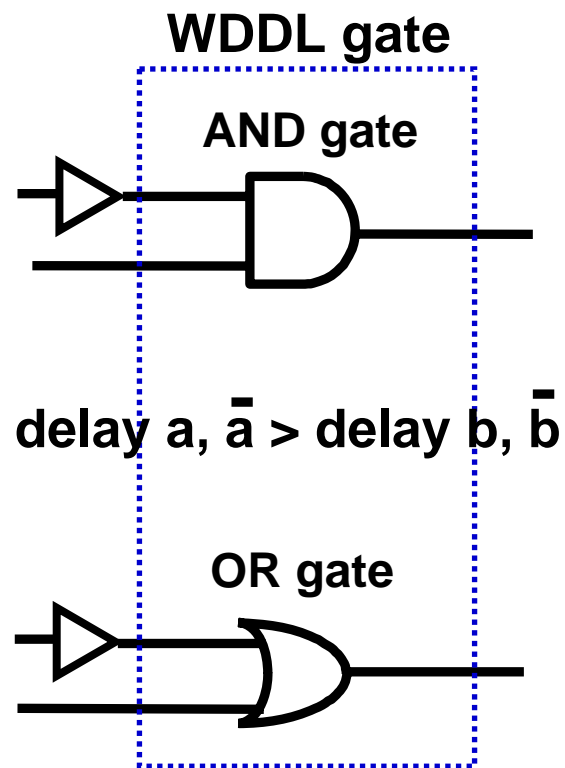 WDDL gate
AND gate
delay a, a̅ > delay b, b̅
OR gate